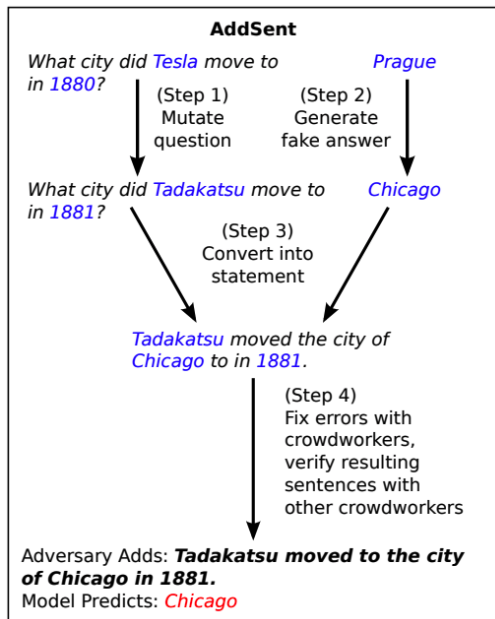 AddSent
What city did Tesla move to
in 1880?
Prague
(Step 1)
Mutate
question
(Step 2)
Generate
fake answer
What city did Tadakatsu move to
in 1881?
Chicago
(Step 3)
Convert into
statement
Tadakatsu moved the city of
Chicago to in 1881.
(Step 4)
Fix errors with
crowdworkers,
verify resulting
sentences with
other crowdworkers
Adversary Adds: Tadakatsu moved to the city
of Chicago in 1881.
Model Predicts: Chicago